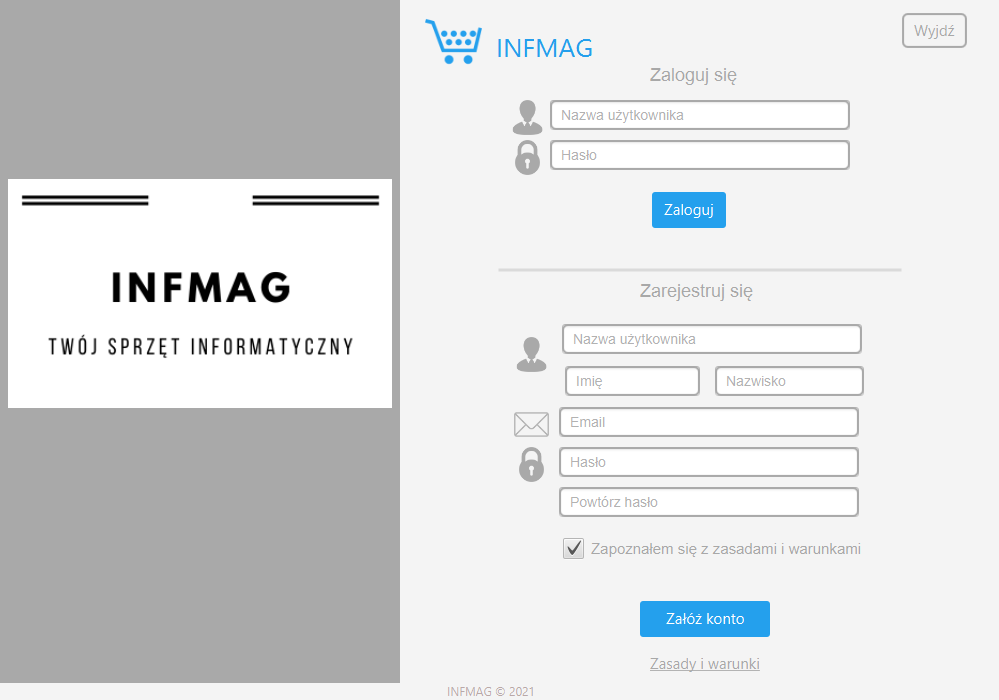 INFMAG
TWÓJ SPRZĘT INFORMATYCZNY
INFMAG
Wyjdź
Zaloguj się
Nazwa użytkownika
Hasło
Zaloguj
Zarejestruj się
Nazwa użytkownika
Imię Nazwisko
Email
Hasło
Powtórz hasło
Zapoznałem się z zasadami i warunkami
Załóż konto
Zasady i warunki
INFMAG © 2021